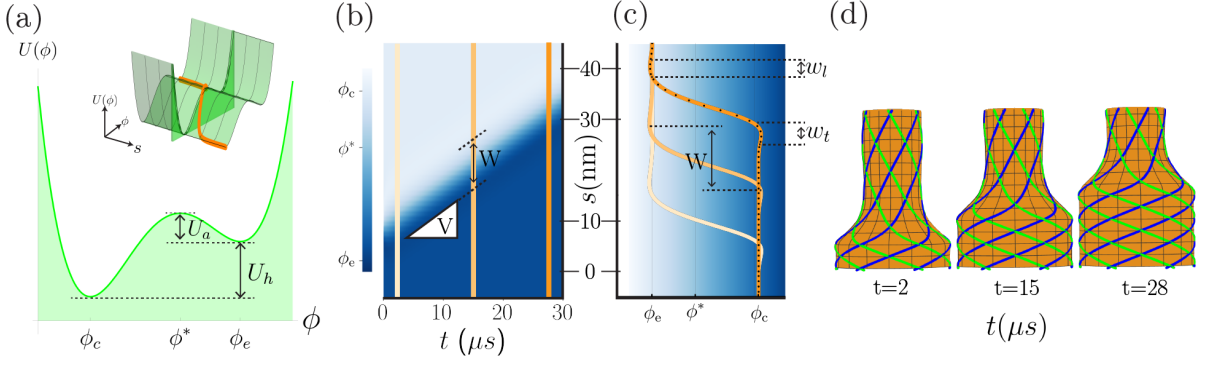 (a)
U(ϕ)
U(ϕ)
ϕ
s
U_a
U_h
ϕ_c
ϕ*
ϕ_e
ϕ
(b)
ϕ_c
ϕ*
ϕ_e
W
V
0
10
20
30
t (μs)
(c)
s(nm)
40
30
20
10
0
w_l
w_t
W
ϕ_e
ϕ*
ϕ_c
(d)
t=2
t=15
t=28
t(μs)